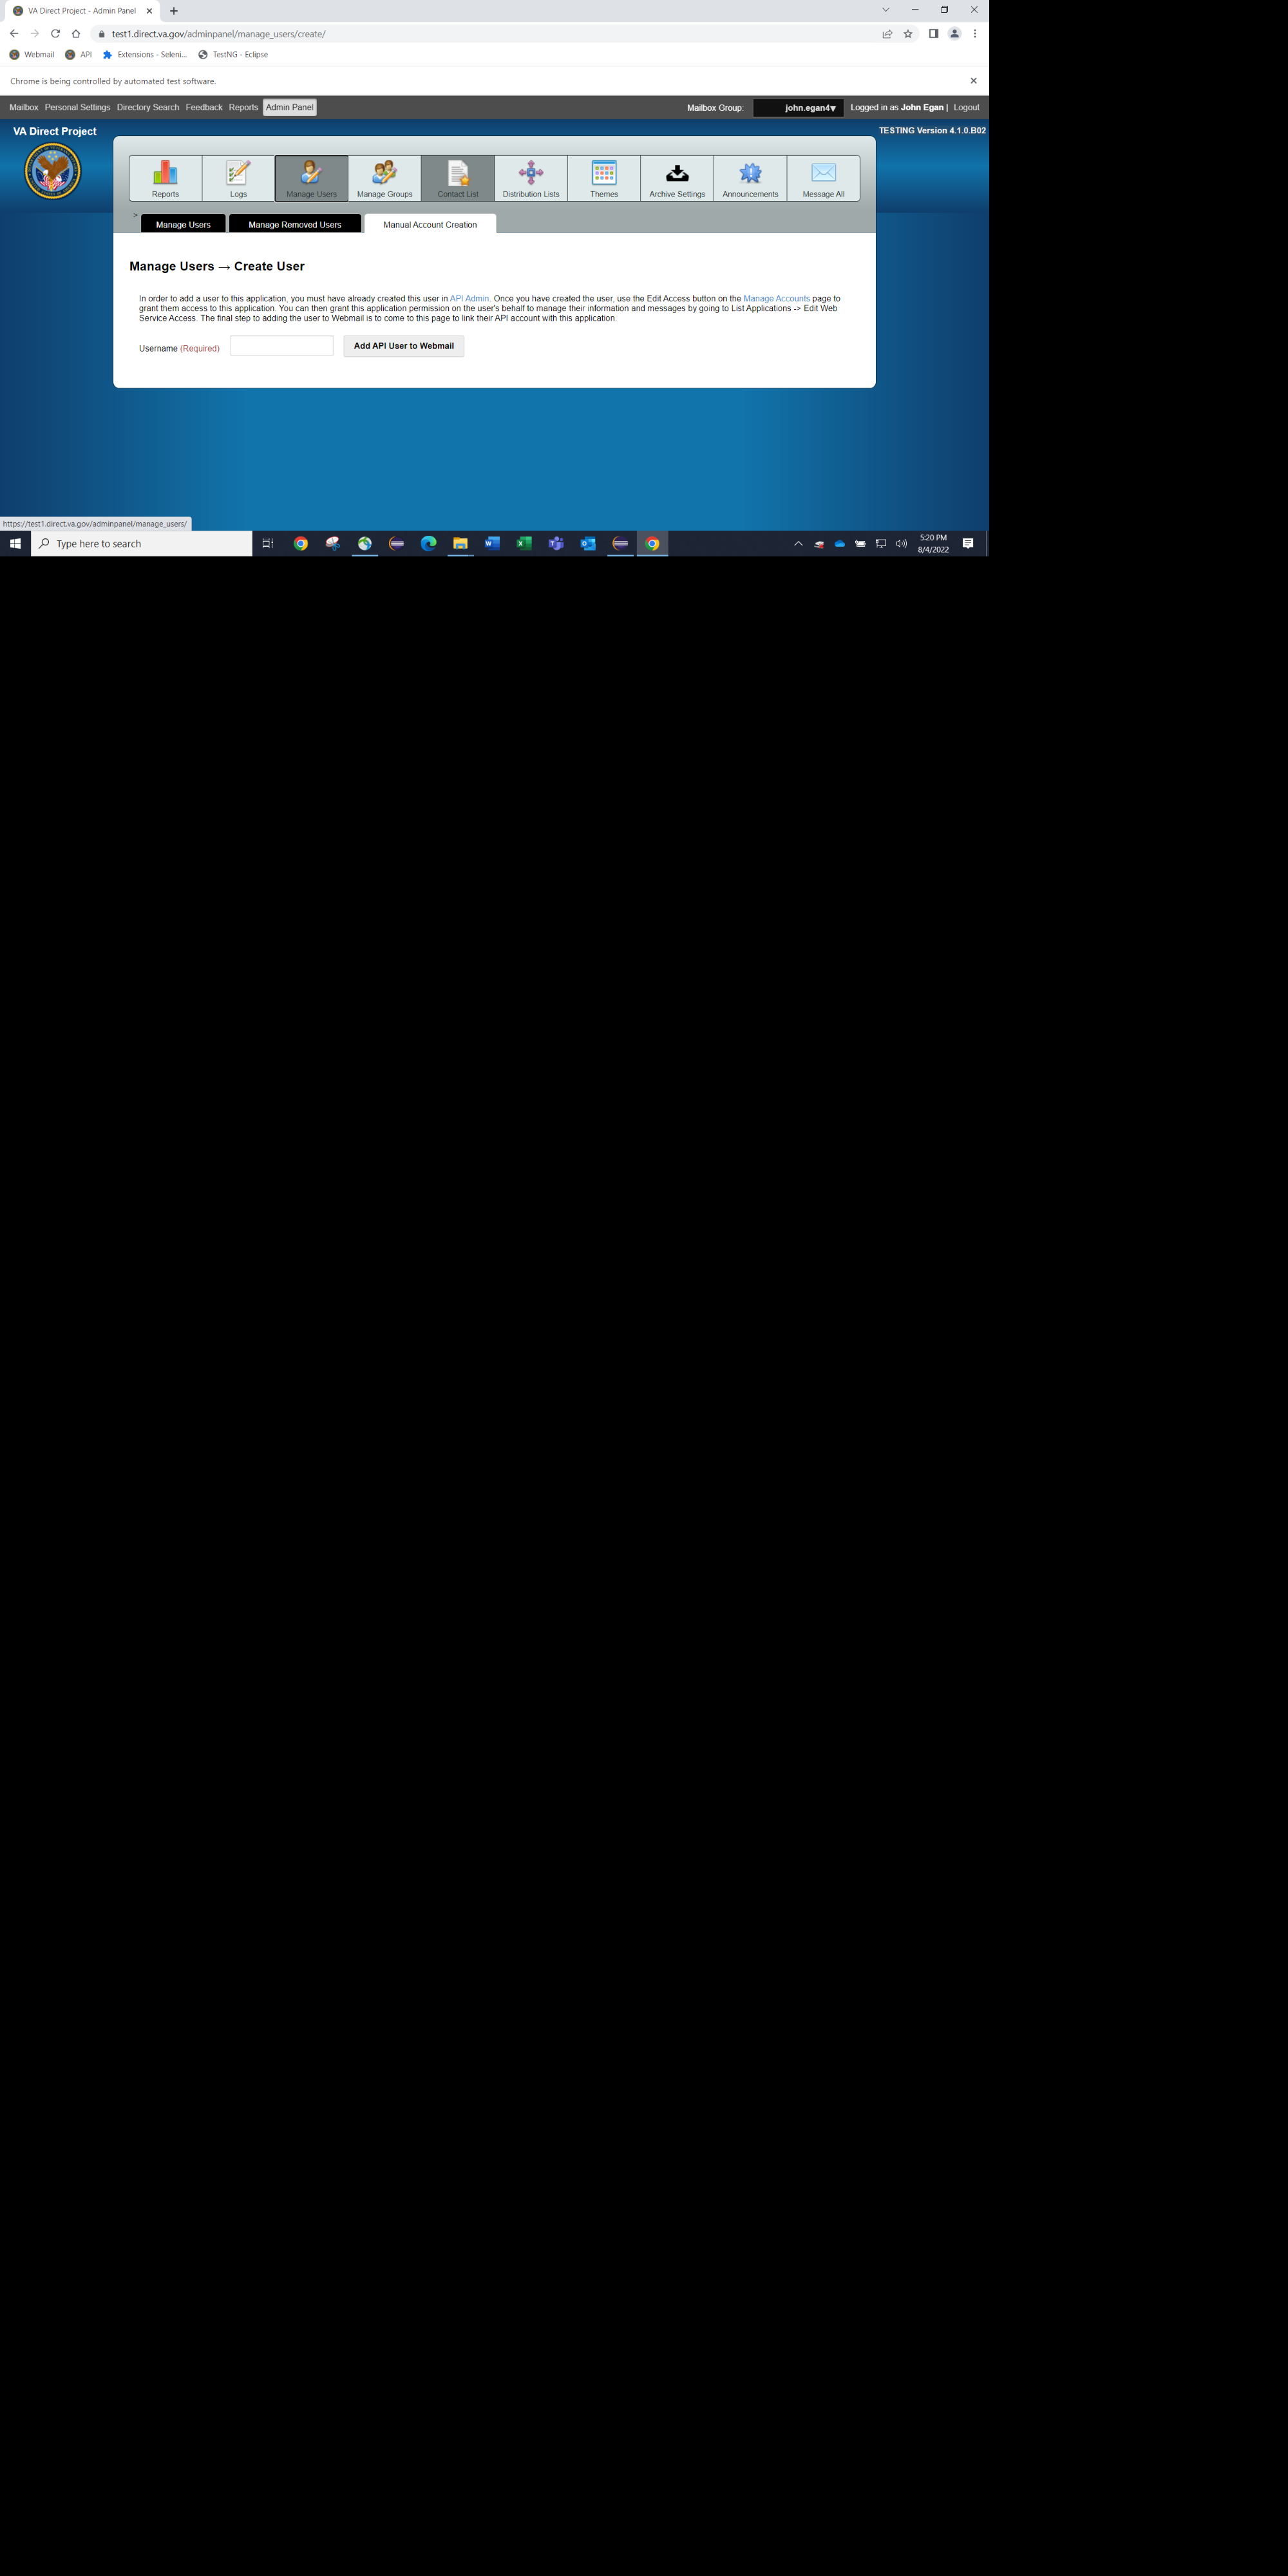 VA Direct Project - Admin Panel
test1.direct.va.gov/adminpanel/manage_users/create/
Webmail API Extensions - Seleni... TestNG - Eclipse
Chrome is being controlled by automated test software.
Mailbox Personal Settings Directory Search Feedback Reports Admin Panel Mailbox Group: john.egan4▾ Logged in as John Egan | Logout
VA Direct Project TESTING Version 4.1.0.B02
Reports Logs Manage Users Manage Groups Contact List Distribution Lists Themes Archive Settings Announcements Message All
>
Manage Users Manage Removed Users Manual Account Creation
Manage Users → Create User
In order to add a user to this application, you must have already created this user in API Admin. Once you have created the user, use the Edit Access button on the Manage Accounts page to
grant them access to this application. You can then grant this application permission on the user's behalf to manage their information and messages by going to List Applications -> Edit Web
Service Access. The final step to adding the user to Webmail is to come to this page to link their API account with this application.
Username (Required) Add API User to Webmail
https://test1.direct.va.gov/adminpanel/manage_users/
Type here to search
5:20 PM
8/4/2022